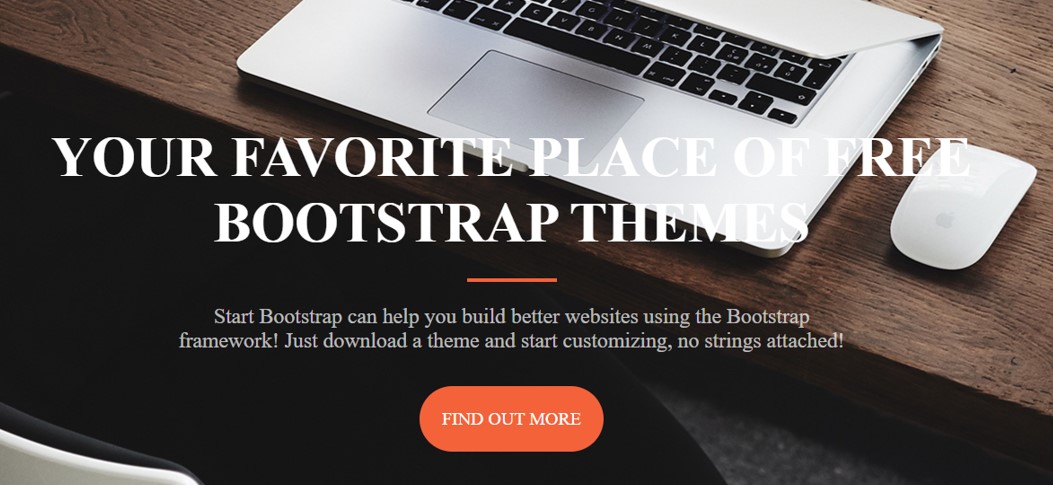 YOUR FAVORITE PLACE OF FREE
BOOTSTRAP THEMES
Start Bootstrap can help you build better websites using the Bootstrap
framework! Just download a theme and start customizing, no strings attached!
FIND OUT MORE